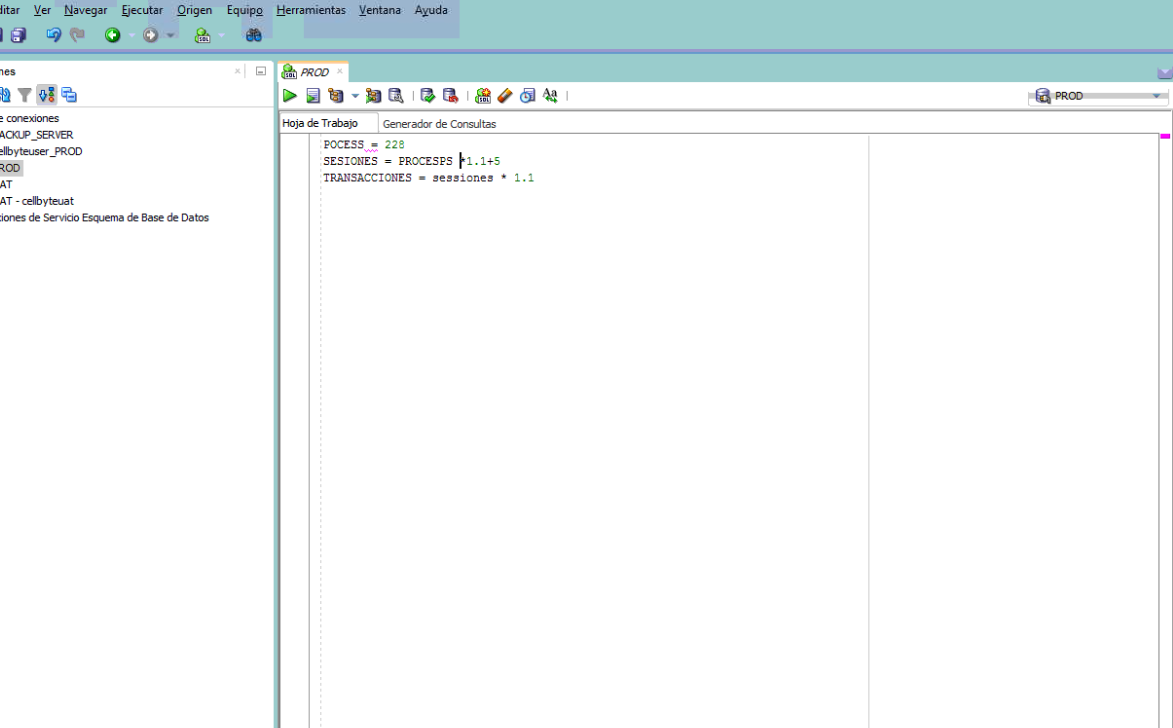 ditar Ver Navegar Ejecutar Origen Equipo Herramientas Ventana Ayuda
nes
PROD
PROD
Hoja de Trabajo Generador de Consultas
e conexiones
ACKUP_SERVER
ellbyteuser_PROD
ROD
AT
AT - cellbyteuat
iones de Servicio Esquema de Base de Datos
POCESS = 228
SESIONES = PROCESPS *1.1+5
TRANSACCIONES = sessiones * 1.1